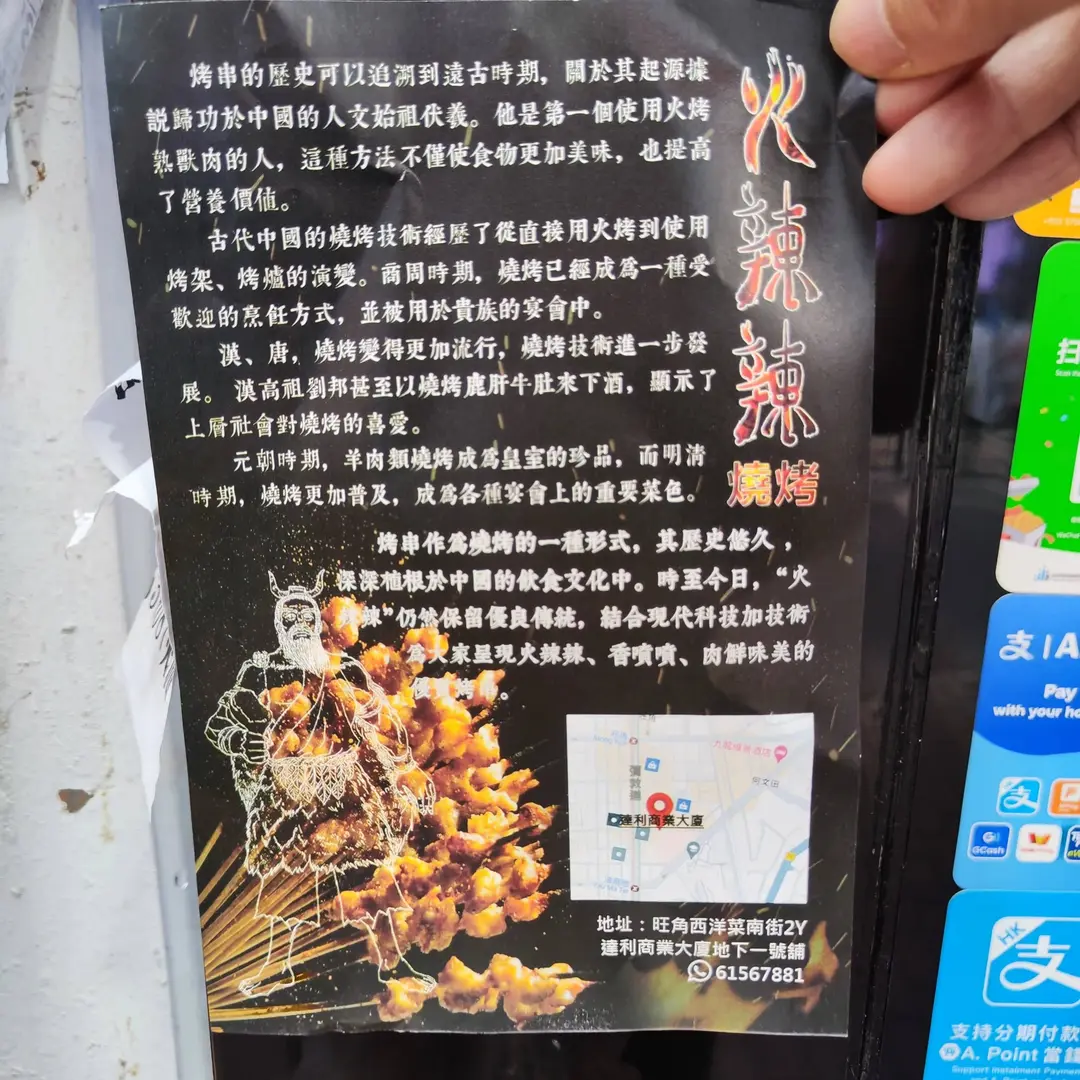 烤串的歷史可以追溯到遠古時期，關於其起源據
説歸功於中國的人文始祖伏羲。他是第一個使用火烤
熟獸肉的人，這種方法不僅使食物更加美味，也提高
了營養價值。
古代中國的燒烤技術經歷了從直接用火烤到使用
烤架、烤爐的演變。商周時期，燒烤已經成為一種受
歡迎的烹飪方式，並被用於貴族的宴會中。
漢、唐，燒烤變得更加流行，燒烤技術進一步發
展。漢高祖劉邦甚至以燒烤鹿肝牛肚來下酒，顯示了
上層社會對燒烤的喜愛。
元朝時期，羊肉類燒烤成為皇室的珍品，而明清
時期，燒烤更加普及，成為各種宴會上的重要菜色。
烤串作為燒烤的一種形式，其歷史悠久，
深深植根於中國的飲食文化中。時至今日，“火
辣辣”仍然保留優良傳統，結合現代科技加技術
為大家呈現火辣辣、香噴噴、肉鮮味美的
優質烤串。
火辣辣
燒烤
何文田
達利商業大廈
地址：旺角西洋菜南街2Y
達利商業大廈地下一號舖
61567881
扫
支 | A
Pay
with your ho
支
GCash
HK
支
支持分期付款
A. Point 當錢
Support Instalment Payme